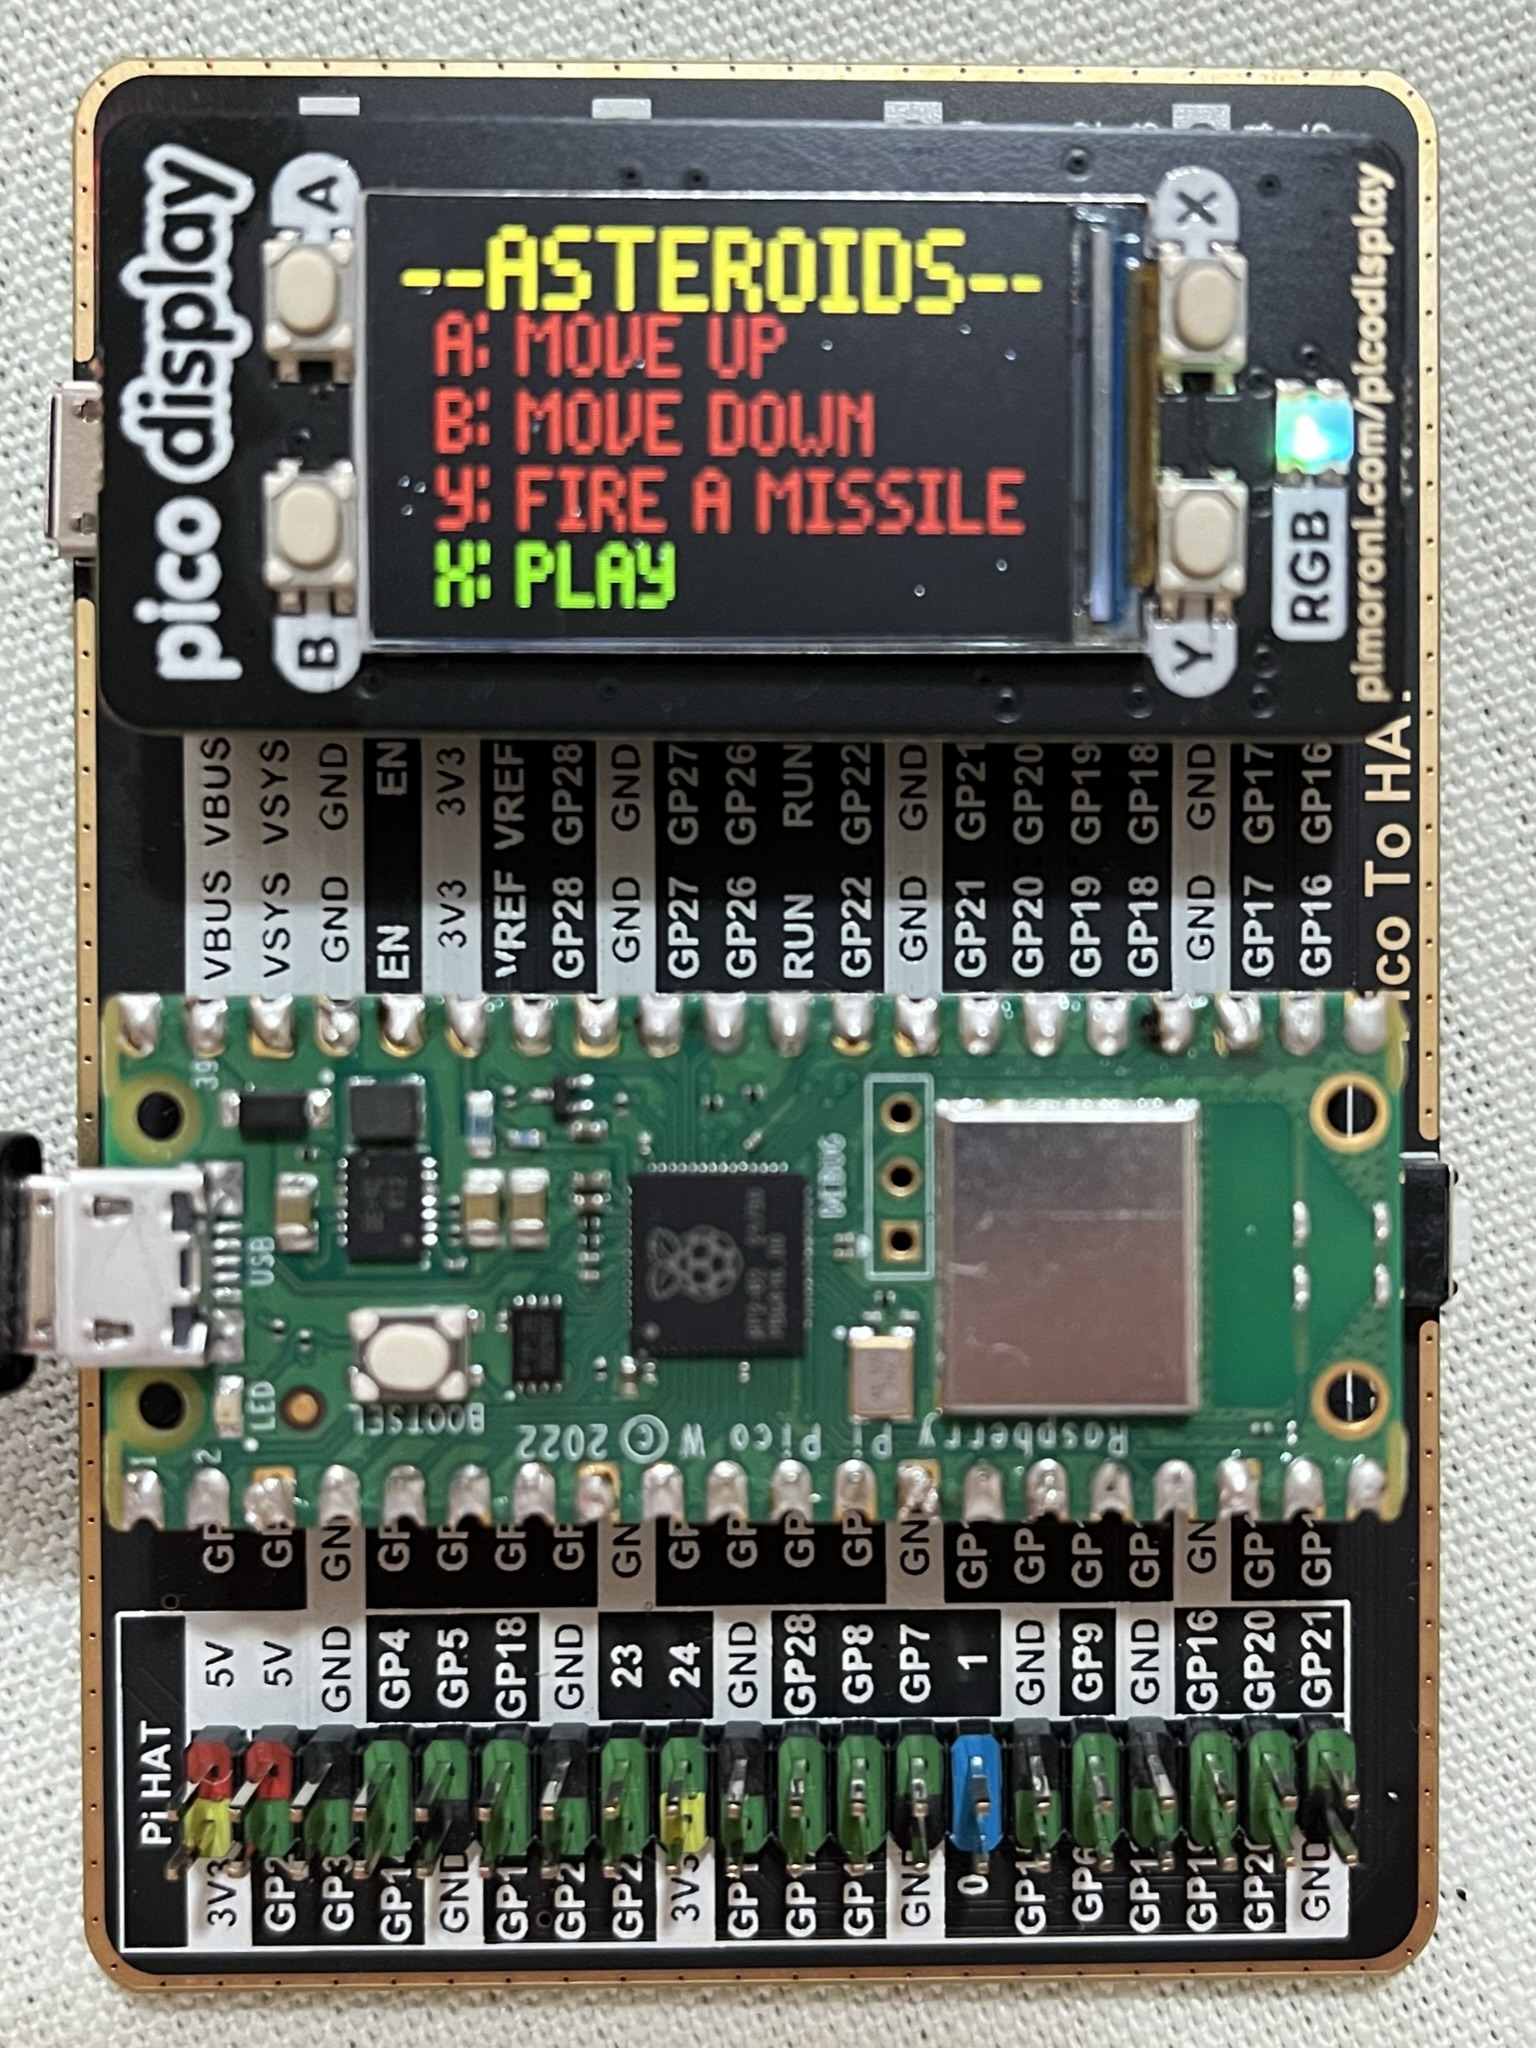 pico display
A
B
X
Y
RGB
pimoroni.com/picodisplay
--ASTEROIDS--
A: MOVE UP
B: MOVE DOWN
Y: FIRE A MISSILE
X: PLAY
VBUS VSYS GND EN 3V3 VREF GP28 GND GP27 GP26 RUN GP22 GND GP21 GP20 GP19 GP18 GND GP17 GP16
VBUS VSYS GND EN 3V3 VREF GP28 GND GP27 GP26 RUN GP22 GND GP21 GP20 GP19 GP18 GND GP17 GP16
To
39
DEBUG
USB
LED
BOOTSEL
1
2
Raspberry Pi Pico W © 2022
Pi HAT
5V 5V GND GP4 GP5 GP18 GND 23 24 GND GP28 GP8 GP7 1 GND GP9 GND GP16 GP20 GP21
3V3 GND 3V3 GND 0 GND